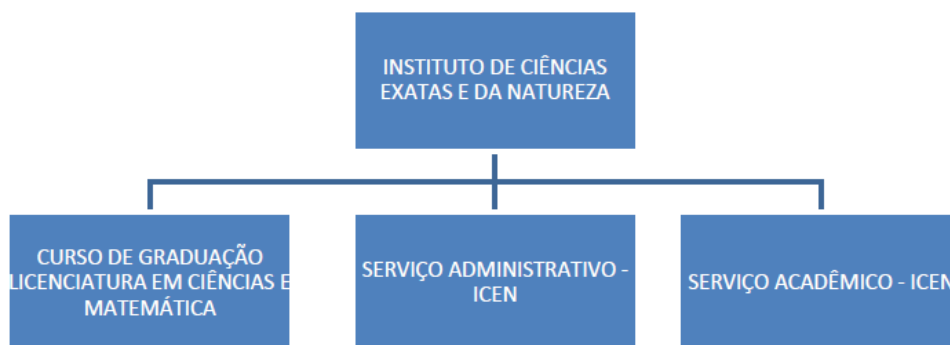 INSTITUTO DE CIÊNCIAS
EXATAS E DA NATUREZA
CURSO DE GRADUAÇÃO
LICENCIATURA EM CIÊNCIAS E
MATEMÁTICA
SERVIÇO ADMINISTRATIVO -
ICEN
SERVIÇO ACADÊMICO - ICEN